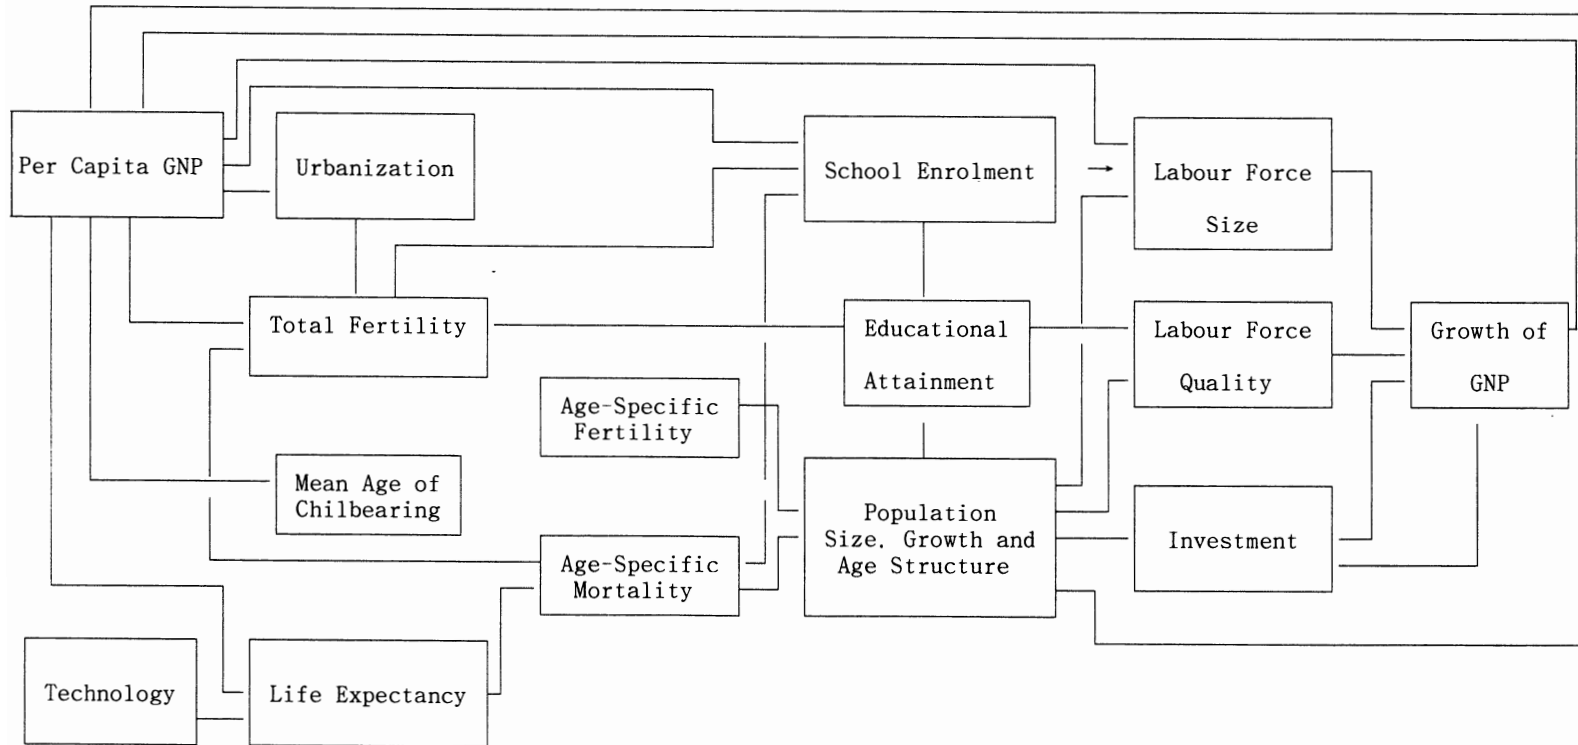 Per Capita GNP
Urbanization
School Enrolment
Labour Force
Size
Total Fertility
Educational
Attainment
Labour Force
Quality
Growth of
GNP
Age-Specific
Fertility
Mean Age of
Chilbearing
Age-Specific
Mortality
Population
Size, Growth and
Age Structure
Investment
Technology
Life Expectancy